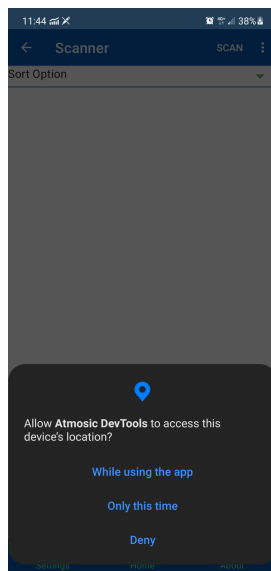 11:44
38%
Scanner
SCAN
Sort Option
Allow Atmosic DevTools to access this
device's location?
While using the app
Only this time
Deny
Settings
Home
About